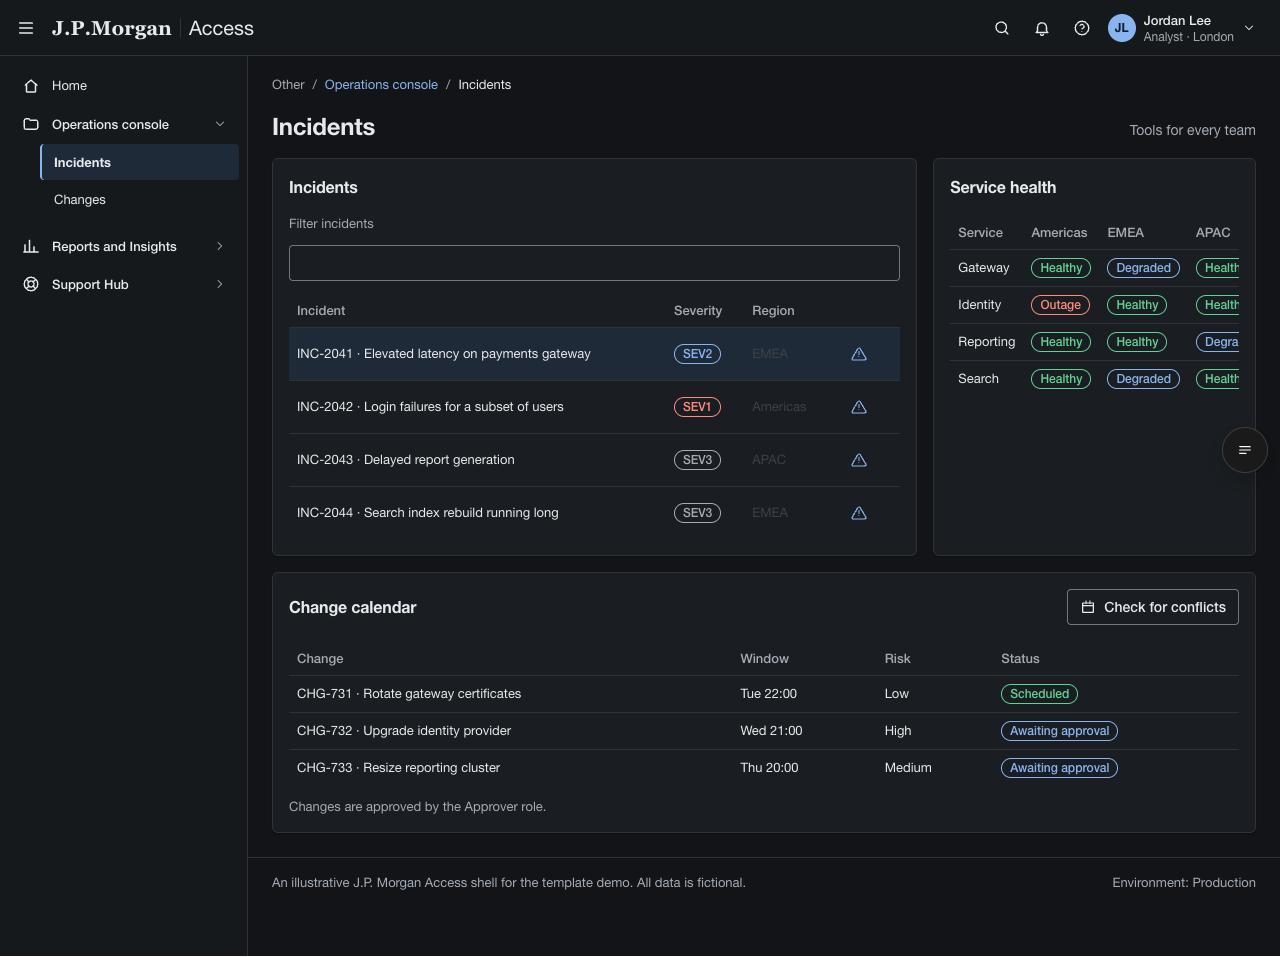 J.P.Morgan Access
JL
Jordan Lee
Analyst · London
Home
Operations console
Incidents
Changes
Reports and Insights
Support Hub
Other / Operations console / Incidents
Incidents
Tools for every team
Incidents
Filter incidents
Incident Severity Region
INC-2041 · Elevated latency on payments gateway SEV2 EMEA
INC-2042 · Login failures for a subset of users SEV1 Americas
INC-2043 · Delayed report generation SEV3 APAC
INC-2044 · Search index rebuild running long SEV3 EMEA
Service health
Service Americas EMEA APAC
Gateway Healthy Degraded Health
Identity Outage Healthy Health
Reporting Healthy Healthy Degra
Search Healthy Degraded Health
Change calendar
Check for conflicts
Change Window Risk Status
CHG-731 · Rotate gateway certificates Tue 22:00 Low Scheduled
CHG-732 · Upgrade identity provider Wed 21:00 High Awaiting approval
CHG-733 · Resize reporting cluster Thu 20:00 Medium Awaiting approval
Changes are approved by the Approver role.
An illustrative J.P. Morgan Access shell for the template demo. All data is fictional.
Environment: Production